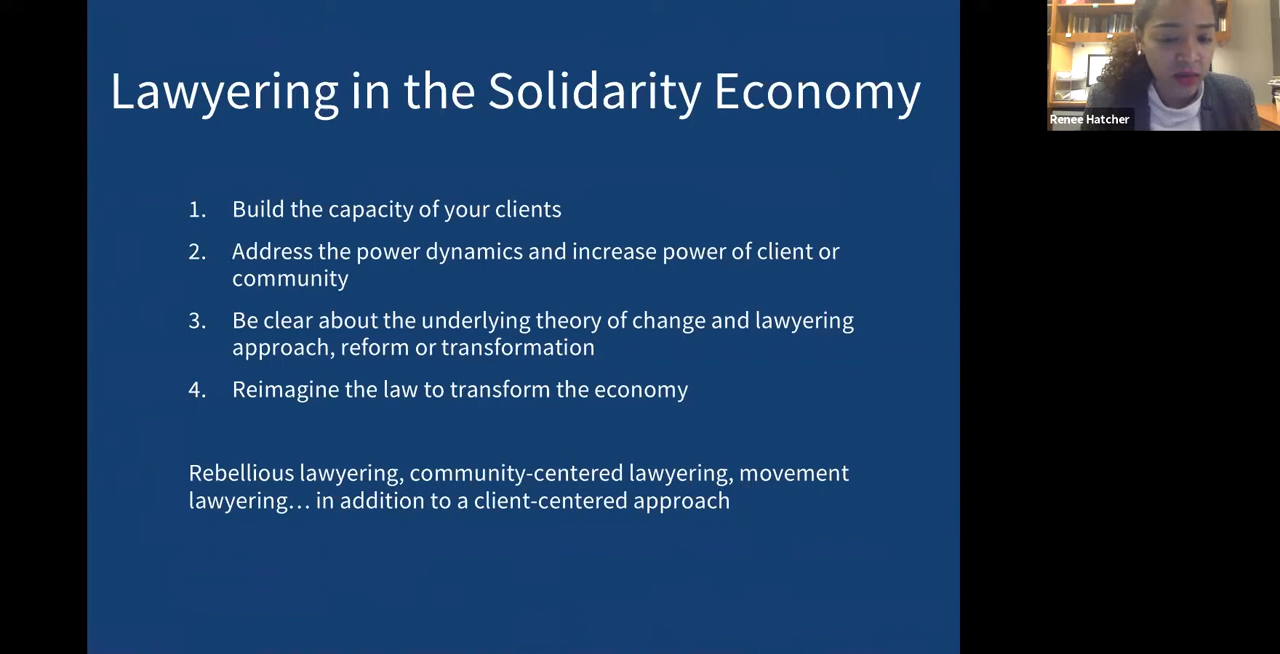 Lawyering in the Solidarity Economy
1. Build the capacity of your clients
2. Address the power dynamics and increase power of client or
community
3. Be clear about the underlying theory of change and lawyering
approach, reform or transformation
4. Reimagine the law to transform the economy
Rebellious lawyering, community-centered lawyering, movement
lawyering… in addition to a client-centered approach
Renee Hatcher